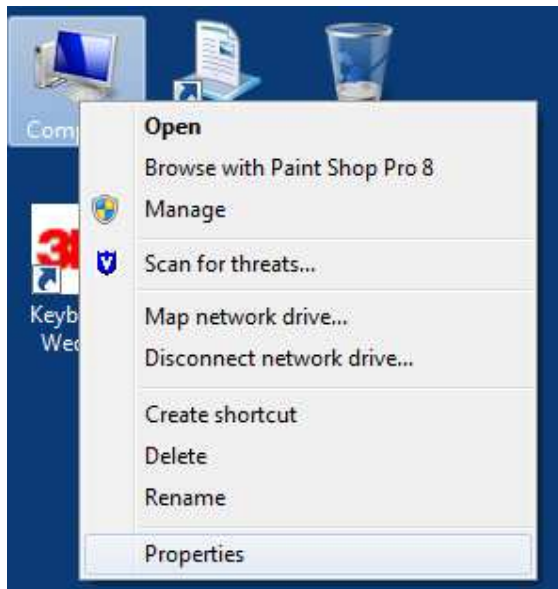 Open
Browse with Paint Shop Pro 8
Manage
Scan for threats...
Map network drive...
Disconnect network drive...
Create shortcut
Delete
Rename
Properties